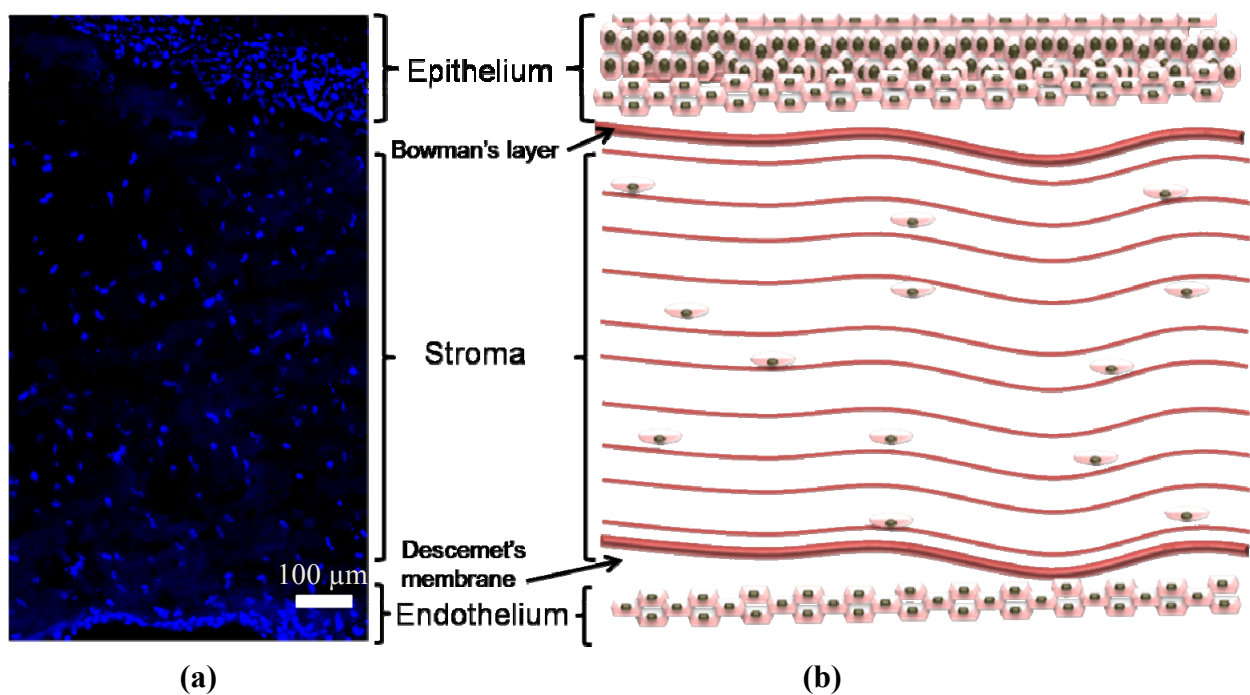 Epithelium
Bowman's layer
Stroma
Descemet's
membrane
100 µm
Endothelium
(a)
(b)